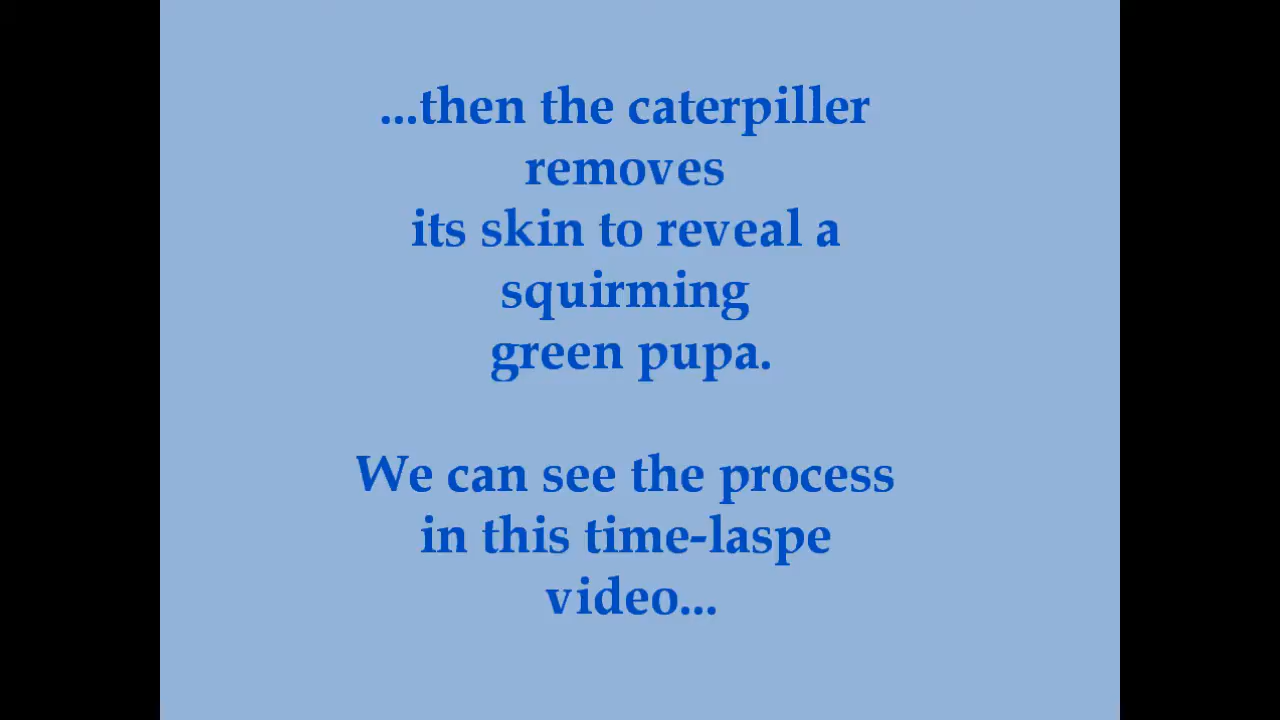 ...then the caterpiller
removes
its skin to reveal a
squirming
green pupa.
We can see the process
in this time-laspe
video...